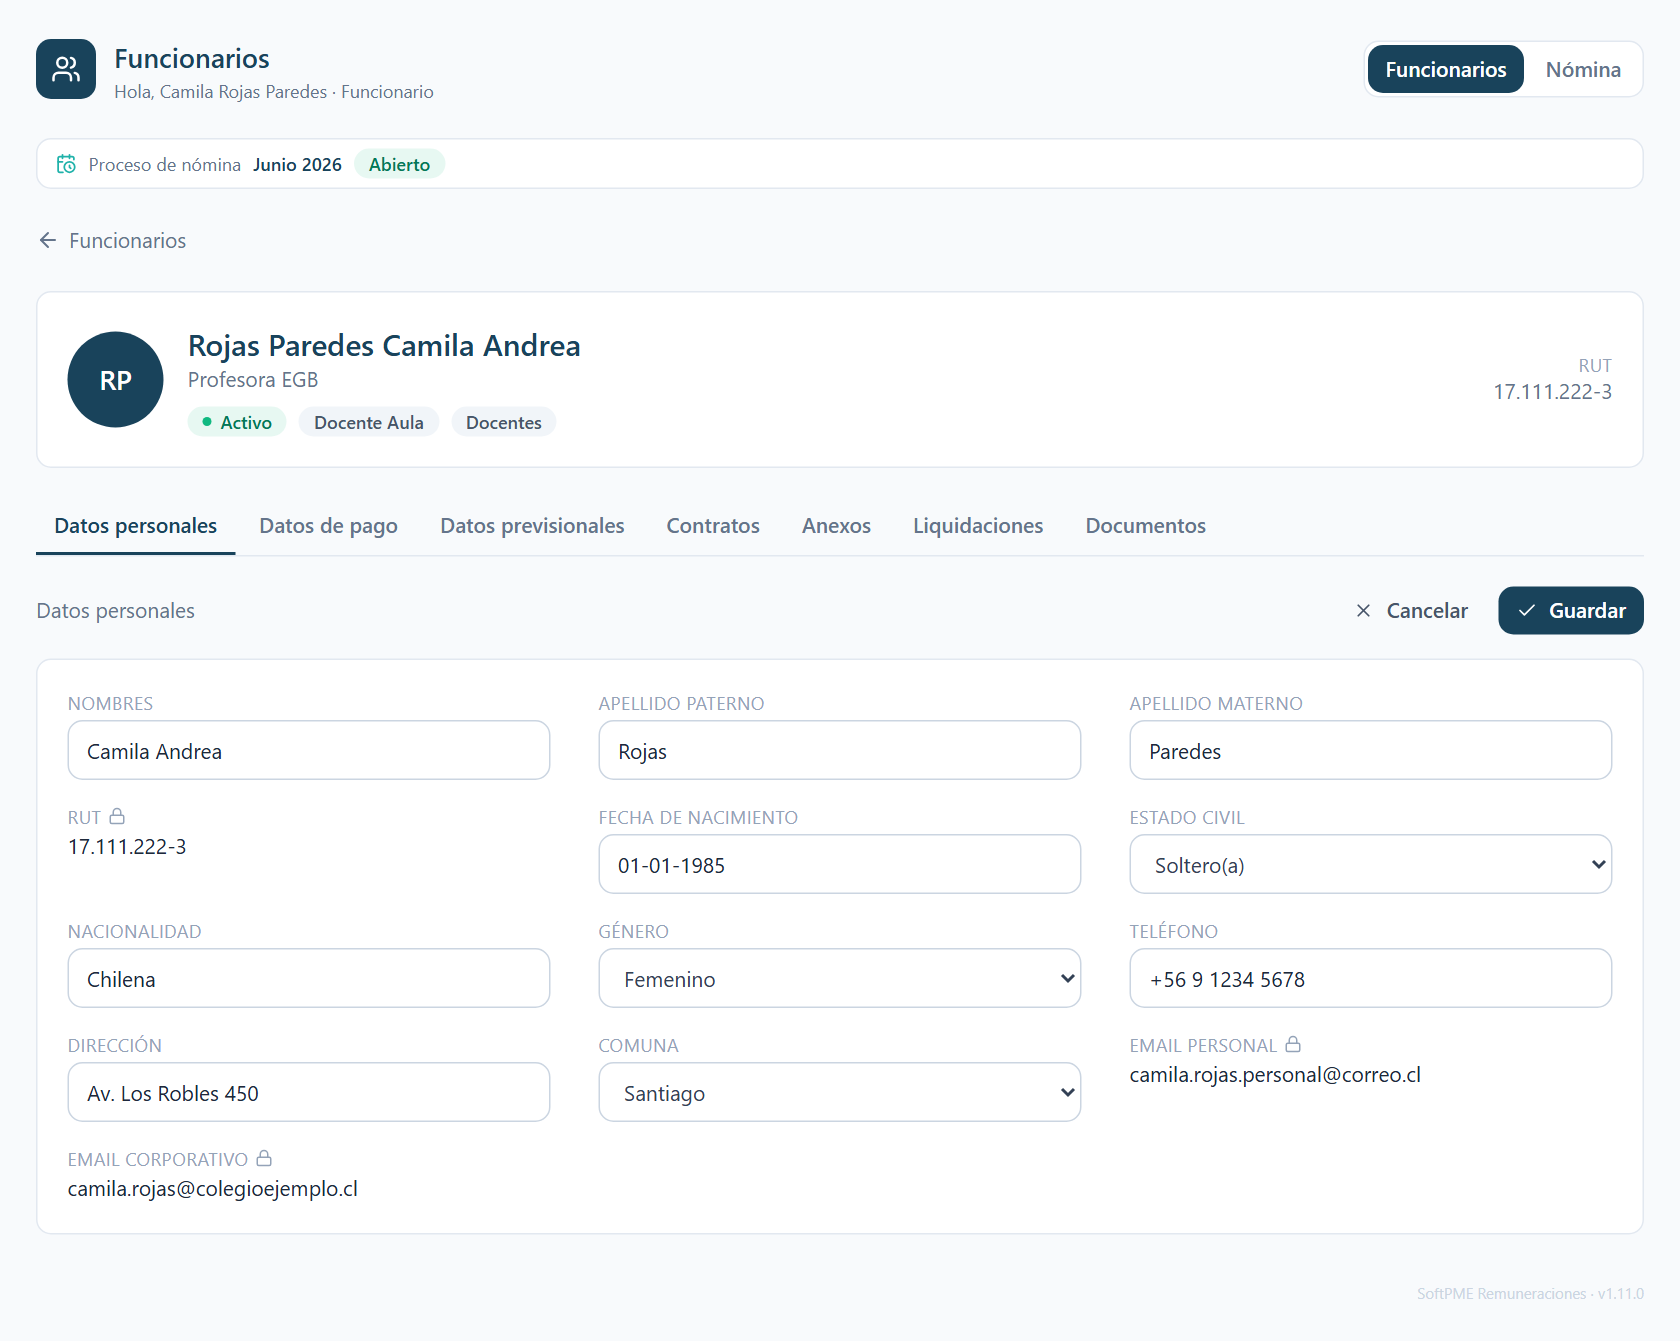 Funcionarios
Hola, Camila Rojas Paredes · Funcionario
Funcionarios
Nómina
Proceso de nómina Junio 2026 Abierto
Funcionarios
RP
Rojas Paredes Camila Andrea
Profesora EGB
Activo
Docente Aula
Docentes
RUT
17.111.222-3
Datos personales
Datos de pago
Datos previsionales
Contratos
Anexos
Liquidaciones
Documentos
Datos personales
Cancelar
Guardar
NOMBRES
Camila Andrea
APELLIDO PATERNO
Rojas
APELLIDO MATERNO
Paredes
RUT
17.111.222-3
FECHA DE NACIMIENTO
01-01-1985
ESTADO CIVIL
Soltero(a)
NACIONALIDAD
Chilena
GÉNERO
Femenino
TELÉFONO
+56 9 1234 5678
DIRECCIÓN
Av. Los Robles 450
COMUNA
Santiago
EMAIL PERSONAL
camila.rojas.personal@correo.cl
EMAIL CORPORATIVO
camila.rojas@colegioejemplo.cl
SoftPME Remuneraciones · v1.11.0